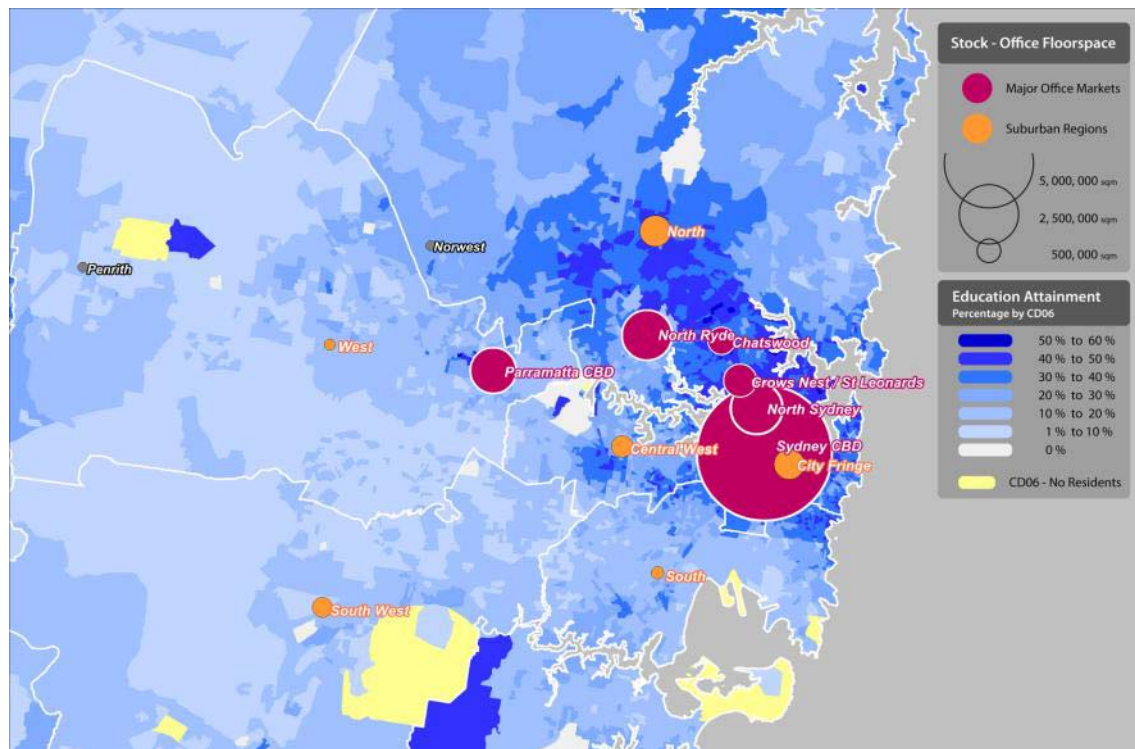 Stock - Office Floorspace
Major Office Markets
Suburban Regions
5,000, 000 sqm
2,500, 000 sqm
500, 000 sqm
Education Attainment
Percentage by CD06
50 % to 60 %
40 % to 50 %
30 % to 40 %
20 % to 30 %
10 % to 20 %
1 % to 10 %
0 %
CD06 - No Residents
North
Norwest
Penrith
North Ryde
Chatswood
West
Parramatta CBD
Crows Nest / St Leonards
North Sydney
Sydney CBD
Central West
City Fringe
South
South West